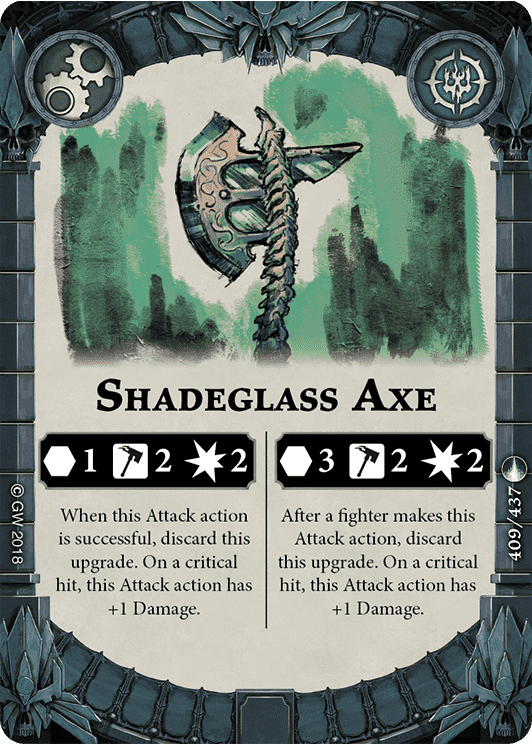 SHADEGLASS AXE
1 2 2
When this Attack action
is successful, discard this
upgrade. On a critical
hit, this Attack action has
+1 Damage.
3 2 2
After a fighter makes this
Attack action, discard
this upgrade. On a critical
hit, this Attack action has
+1 Damage.
© GW 2018
409/437